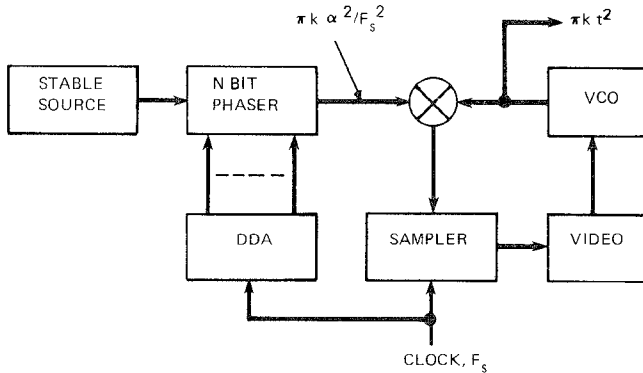 π k α²/Fₛ²
π k t²
STABLE
SOURCE
N BIT
PHASER
VCO
DDA
SAMPLER
VIDEO
CLOCK, Fₛ